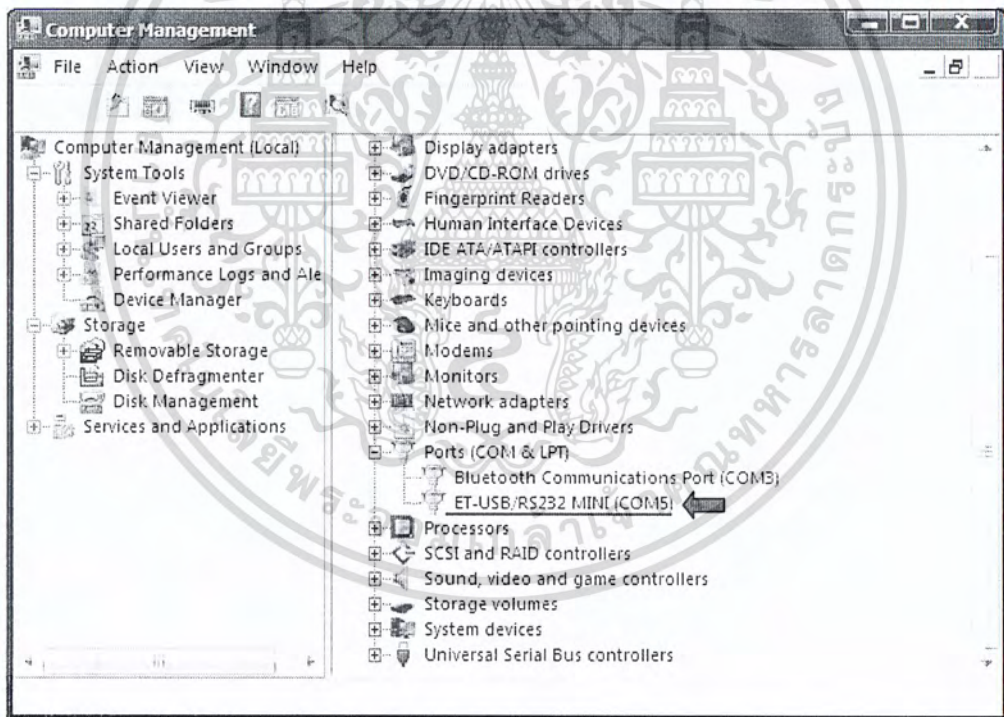 Computer Management
File Action View Window Help
Computer Management (Local)
System Tools
Event Viewer
Shared Folders
Local Users and Groups
Performance Logs and Ale
Device Manager
Storage
Removable Storage
Disk Defragmenter
Disk Management
Services and Applications
Display adapters
DVD/CD-ROM drives
Fingerprint Readers
Human Interface Devices
IDE ATA/ATAPI controllers
Imaging devices
Keyboards
Mice and other pointing devices
Modems
Monitors
Network adapters
Non-Plug and Play Drivers
Ports (COM & LPT)
Bluetooth Communications Port (COM3)
ET-USB/RS232 MINI (COM5)
Processors
SCSI and RAID controllers
Sound, video and game controllers
Storage volumes
System devices
Universal Serial Bus controllers